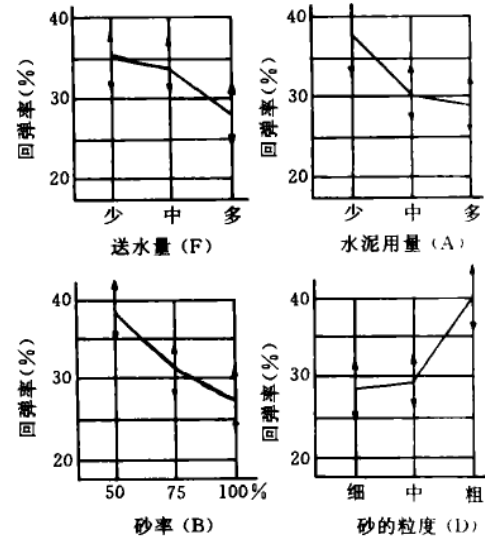 回弹率(%)
40
30
20
少 中 多
送水量 (F)
回弹率(%)
40
30
20
少 中 多
水泥用量 (A)
回弹率(%)
40
30
20
50 75 100%
砂率 (B)
回弹率(%)
40
30
20
细 中 粗
砂的粒度 (D)